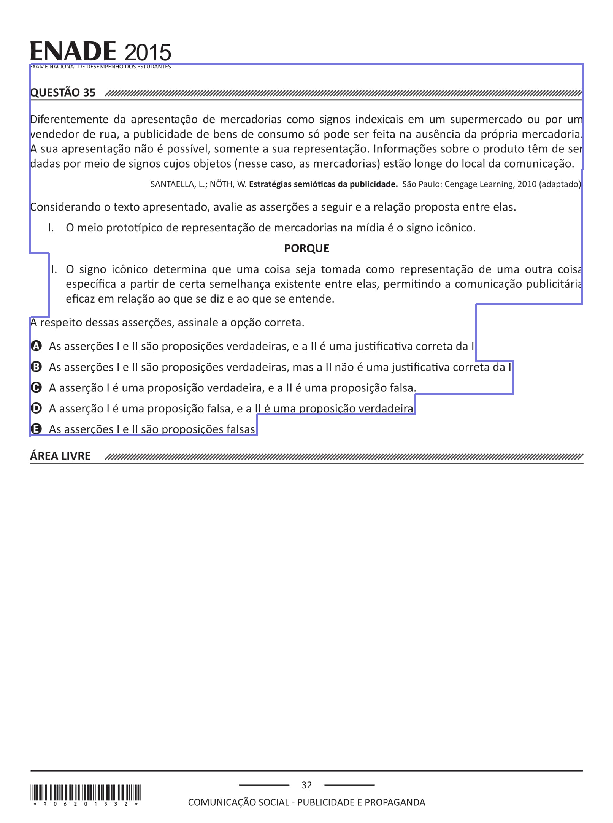 ENADE 2015
EXAME NACIONAL DE DESEMPENHO DOS ESTUDANTES
QUESTÃO 35
Diferentemente da apresentação de mercadorias como signos indexicais em um supermercado ou por um
vendedor de rua, a publicidade de bens de consumo só pode ser feita na ausência da própria mercadoria.
A sua apresentação não é possível, somente a sua representação. Informações sobre o produto têm de ser
dadas por meio de signos cujos objetos (nesse caso, as mercadorias) estão longe do local da comunicação.
SANTAELLA, L.; NÖTH, W. Estratégias semióticas da publicidade. São Paulo: Cengage Learning, 2010 (adaptado)
Considerando o texto apresentado, avalie as asserções a seguir e a relação proposta entre elas.
I. O meio prototípico de representação de mercadorias na mídia é o signo icônico.
PORQUE
I. O signo icônico determina que uma coisa seja tomada como representação de uma outra coisa
específica a partir de certa semelhança existente entre elas, permitindo a comunicação publicitária
eficaz em relação ao que se diz e ao que se entende.
A respeito dessas asserções, assinale a opção correta.
A As asserções I e II são proposições verdadeiras, e a II é uma justificativa correta da I
B As asserções I e II são proposições verdadeiras, mas a II não é uma justificativa correta da I
C A asserção I é uma proposição verdadeira, e a II é uma proposição falsa.
D A asserção I é uma proposição falsa, e a II é uma proposição verdadeira
E As asserções I e II são proposições falsas
ÁREA LIVRE
32
COMUNICAÇÃO SOCIAL - PUBLICIDADE E PROPAGANDA